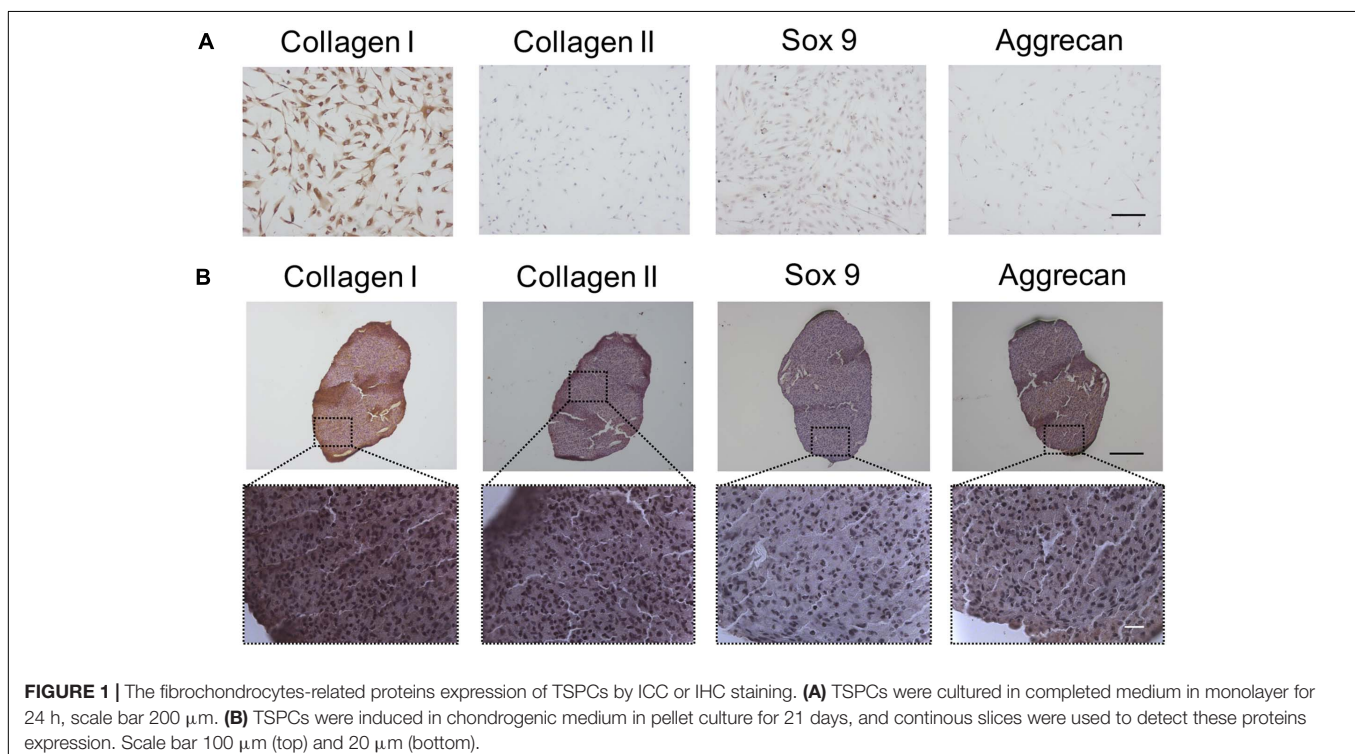 A Collagen I Collagen II Sox 9 Aggrecan
B Collagen I Collagen II Sox 9 Aggrecan
FIGURE 1 | The fibrochondrocytes-related proteins expression of TSPCs by ICC or IHC staining. (A) TSPCs were cultured in completed medium in monolayer for
24 h, scale bar 200 μm. (B) TSPCs were induced in chondrogenic medium in pellet culture for 21 days, and continous slices were used to detect these proteins
expression. Scale bar 100 μm (top) and 20 μm (bottom).